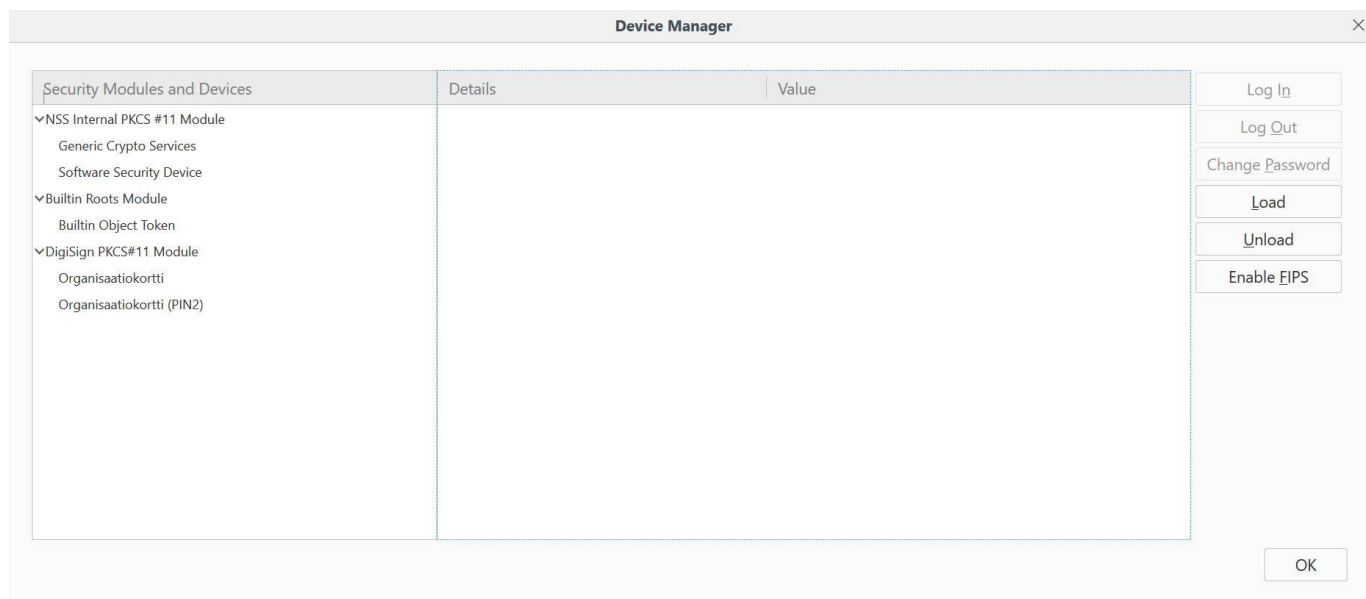 Device Manager
Security Modules and Devices
Details
Value
NSS Internal PKCS #11 Module
Generic Crypto Services
Software Security Device
Builtin Roots Module
Builtin Object Token
DigiSign PKCS#11 Module
Organisaatiokortti
Organisaatiokortti (PIN2)
Log In
Log Out
Change Password
Load
Unload
Enable FIPS
OK